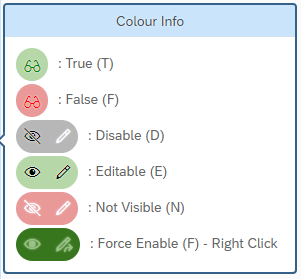 Colour Info
: True (T)
: False (F)
: Disable (D)
: Editable (E)
: Not Visible (N)
: Force Enable (F) - Right Click